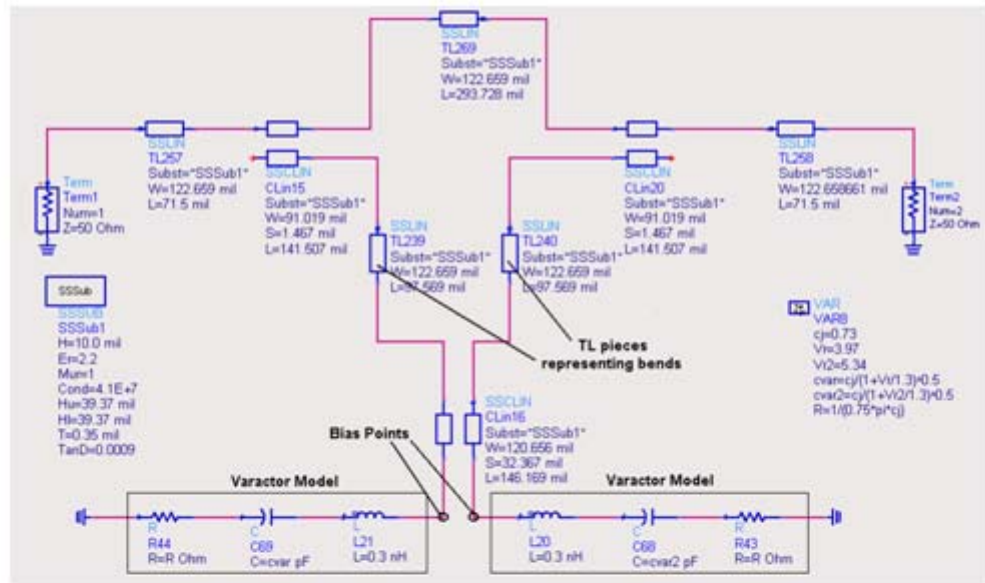 SSLIN
TL269
Subst="SSSub1"
W=122.659 mil
L=293.728 mil
SSLIN
TL257
Subst="SSSub1"
W=122.659 mil
L=71.5 mil
SSCLIN
CLin15
Subst="SSSub1"
W=91.019 mil
S=1.467 mil
L=141.507 mil
SSCLIN
CLin20
Subst="SSSub1"
W=91.019 mil
S=1.467 mil
L=141.507 mil
SSLIN
TL258
Subst="SSSub1"
W=122.658661 mil
L=71.5 mil
Term
Term1
Num=1
Z=50 Ohm
SSLIN
TL239
Subst="SSSub1"
W=122.659 mil
L=97.569 mil
SSLIN
TL240
Subst="SSSub1"
W=122.659 mil
L=97.569 mil
Term
Term2
Num=2
Z=50 Ohm
SSSub
SSSUB
SSSub1
H=10.0 mil
Er=2.2
Mur=1
Cond=4.1E+7
Hu=39.37 mil
Hl=39.37 mil
T=0.35 mil
TanD=0.0009
TL pieces
representing bends
VAR
VAR8
cj=0.73
Vr=3.97
Vr2=5.34
cvar=cj/(1+Vr/1.3)^0.5
cvar2=cj/(1+Vr2/1.3)^0.5
R=1/(0.75*pi*cj)
Bias Points
SSCLIN
CLin16
Subst="SSSub1"
W=120.656 mil
S=32.367 mil
L=146.169 mil
Varactor Model
R
R44
R=R Ohm
C
C69
C=cvar pF
L
L21
L=0.3 nH
Varactor Model
L
L20
L=0.3 nH
C
C68
C=cvar2 pF
R
R43
R=R Ohm